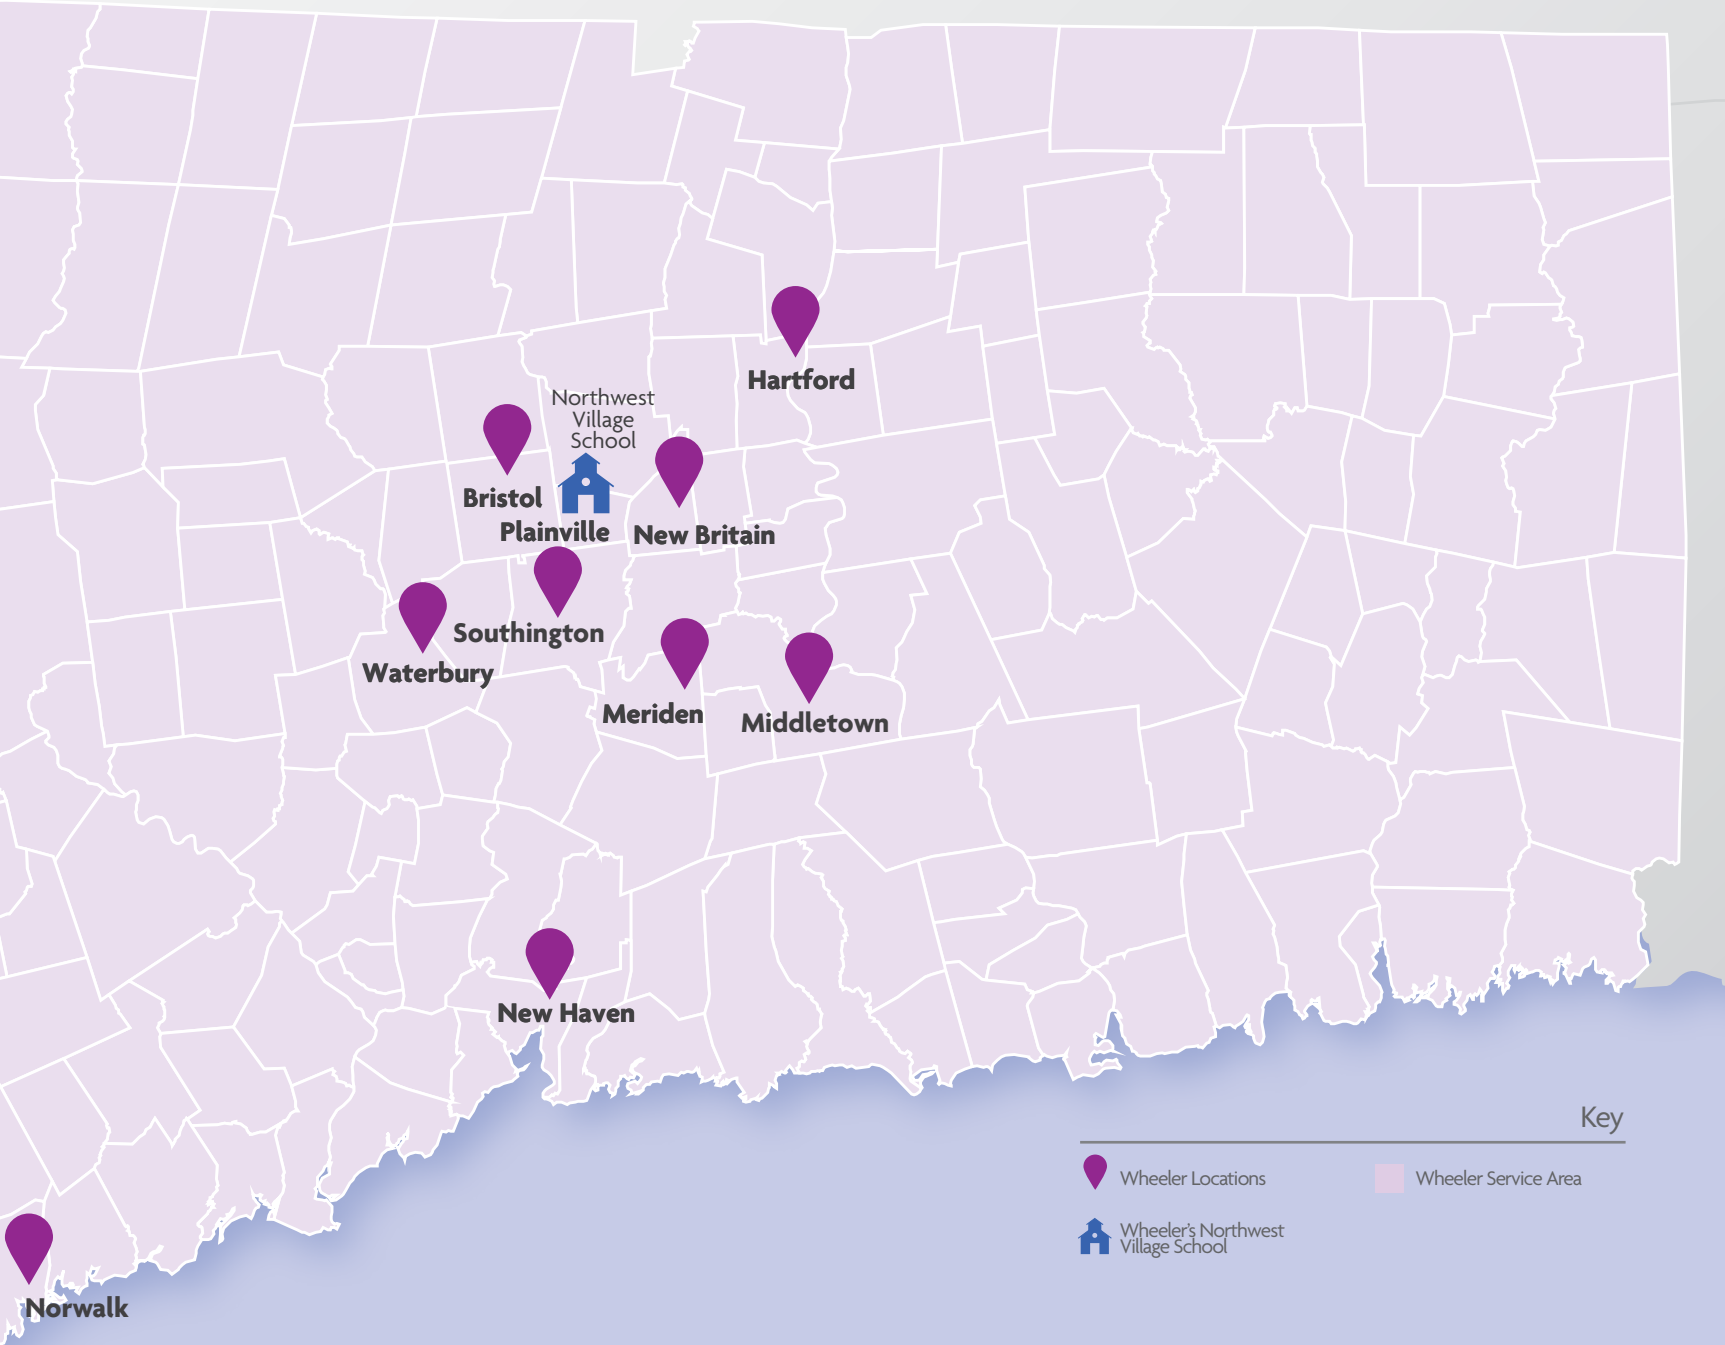 Hartford
Northwest
Village
School
Bristol
Plainville
New Britain
Southington
Waterbury
Meriden
Middletown
New Haven
Norwalk
Key
Wheeler Locations
Wheeler Service Area
Wheeler's Northwest
Village School